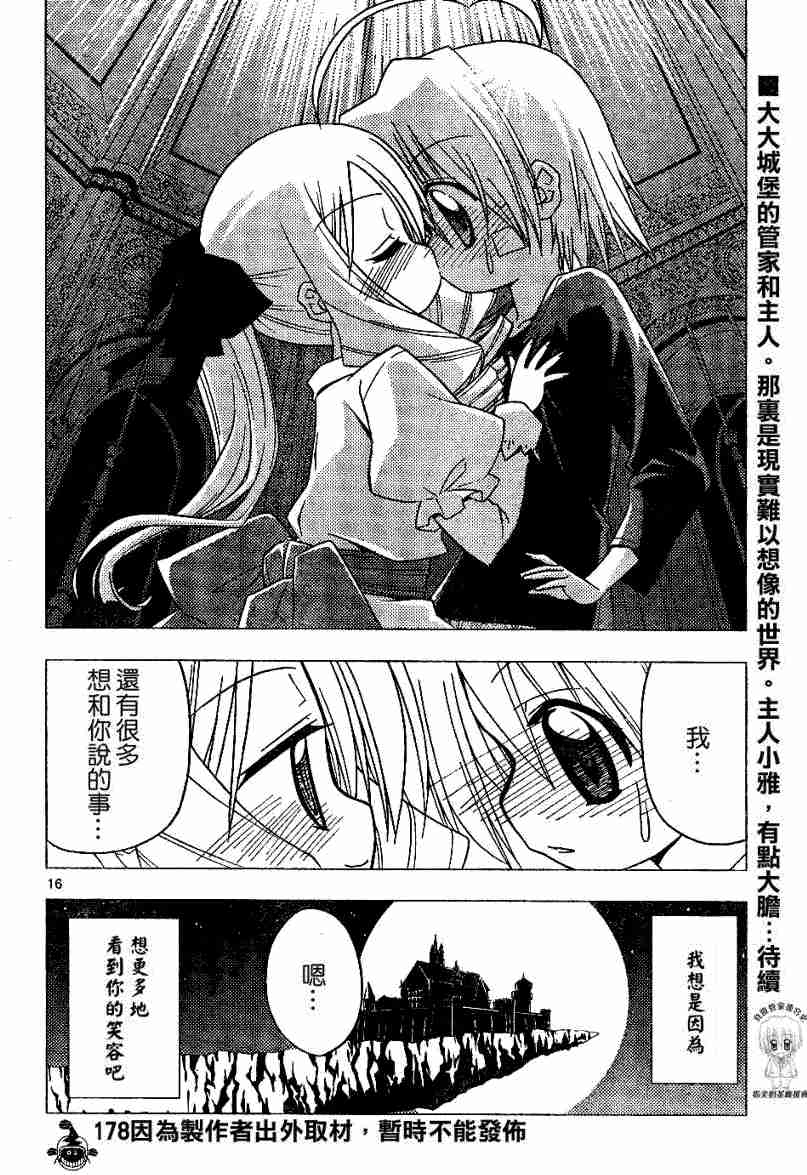 ■大大城堡的管家和主人。那裏是現實難以想像的世界。主人小雅，有點大膽…待續
我…
還有很多
想和你說的事…
16
我想是因為
嗯…
想更多地
看到你的笑容吧
178因為製作者出外取材，暫時不能發佈